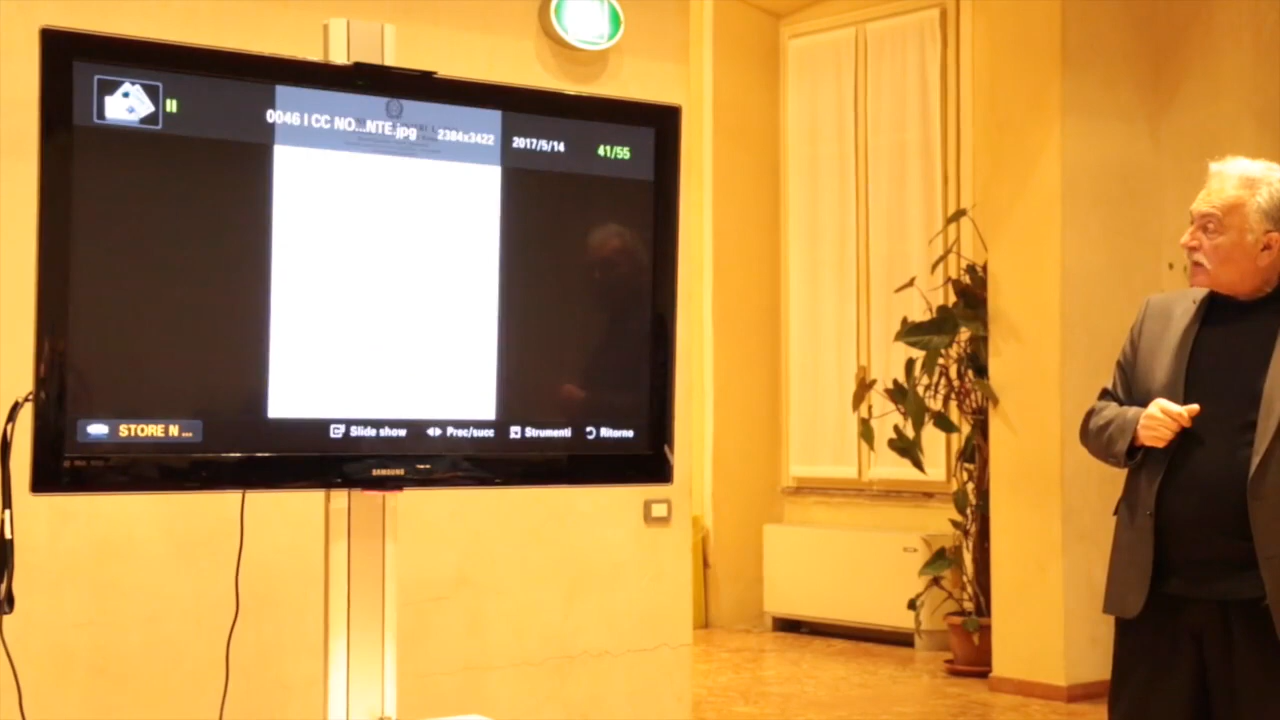 0046 I CC NO...NTE.jpg 2384x3422 2017/5/14 41/55
STORE N ... Slide show Prec/succ Strumenti Ritorno
SAMSUNG